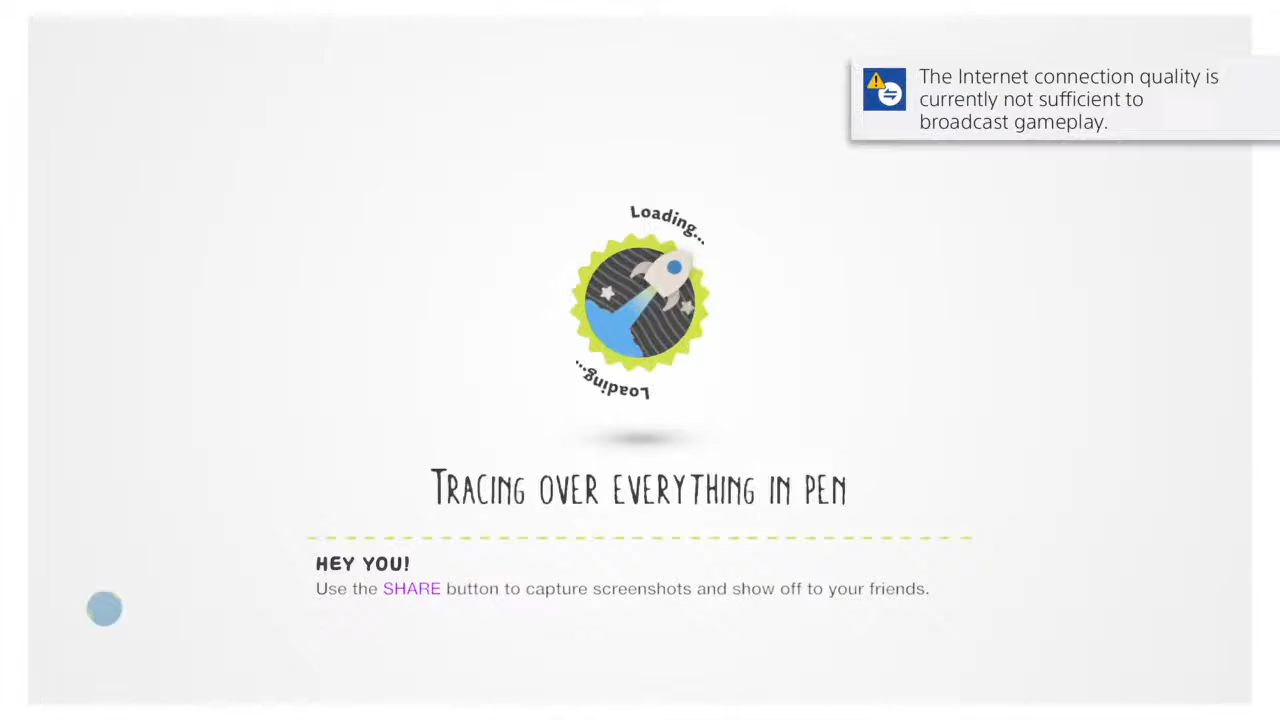 The Internet connection quality is
currently not sufficient to
broadcast gameplay.
Loading...
Loading...
TRACING OVER EVERYTHING IN PEN
HEY YOU!
Use the SHARE button to capture screenshots and show off to your friends.